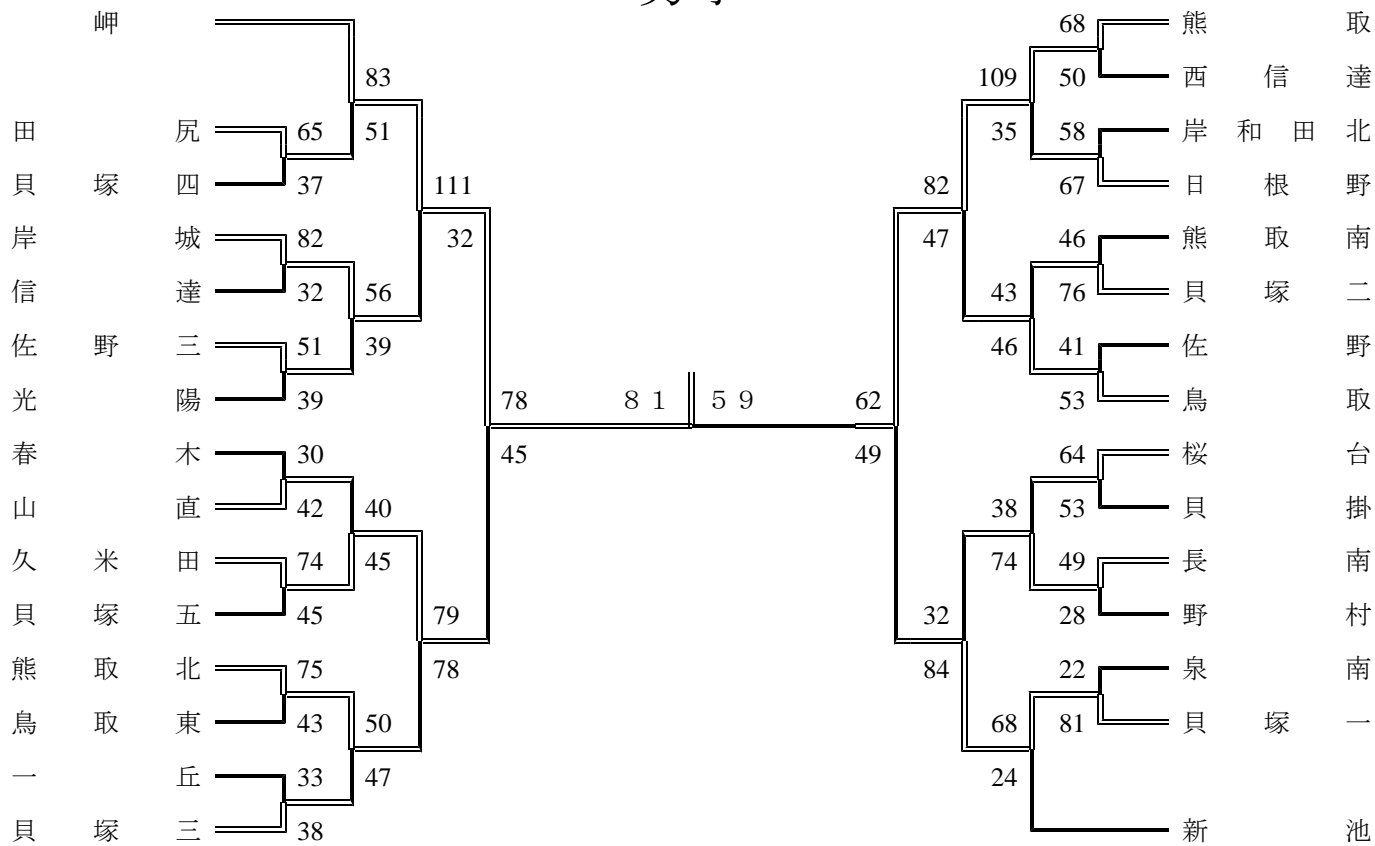 岬 68 熊取
83 109 50 西信達
田尻 65 51 35 58 岸和田北
貝塚四 37 111 82 67 日根野
岸城 82 32 47 46 熊取南
信達 32 56 43 76 貝塚二
佐野三 51 39 46 41 佐野
光陽 39 78 81 59 62 53 鳥取
春木 30 45 49 64 桜台
山直 42 40 38 53 貝掛
久米田 74 45 74 49 長南
貝塚五 45 79 32 28 野村
熊取北 75 78 84 22 泉南
鳥取東 43 50 68 81 貝塚一
一丘 33 47 24
貝塚三 38 新池